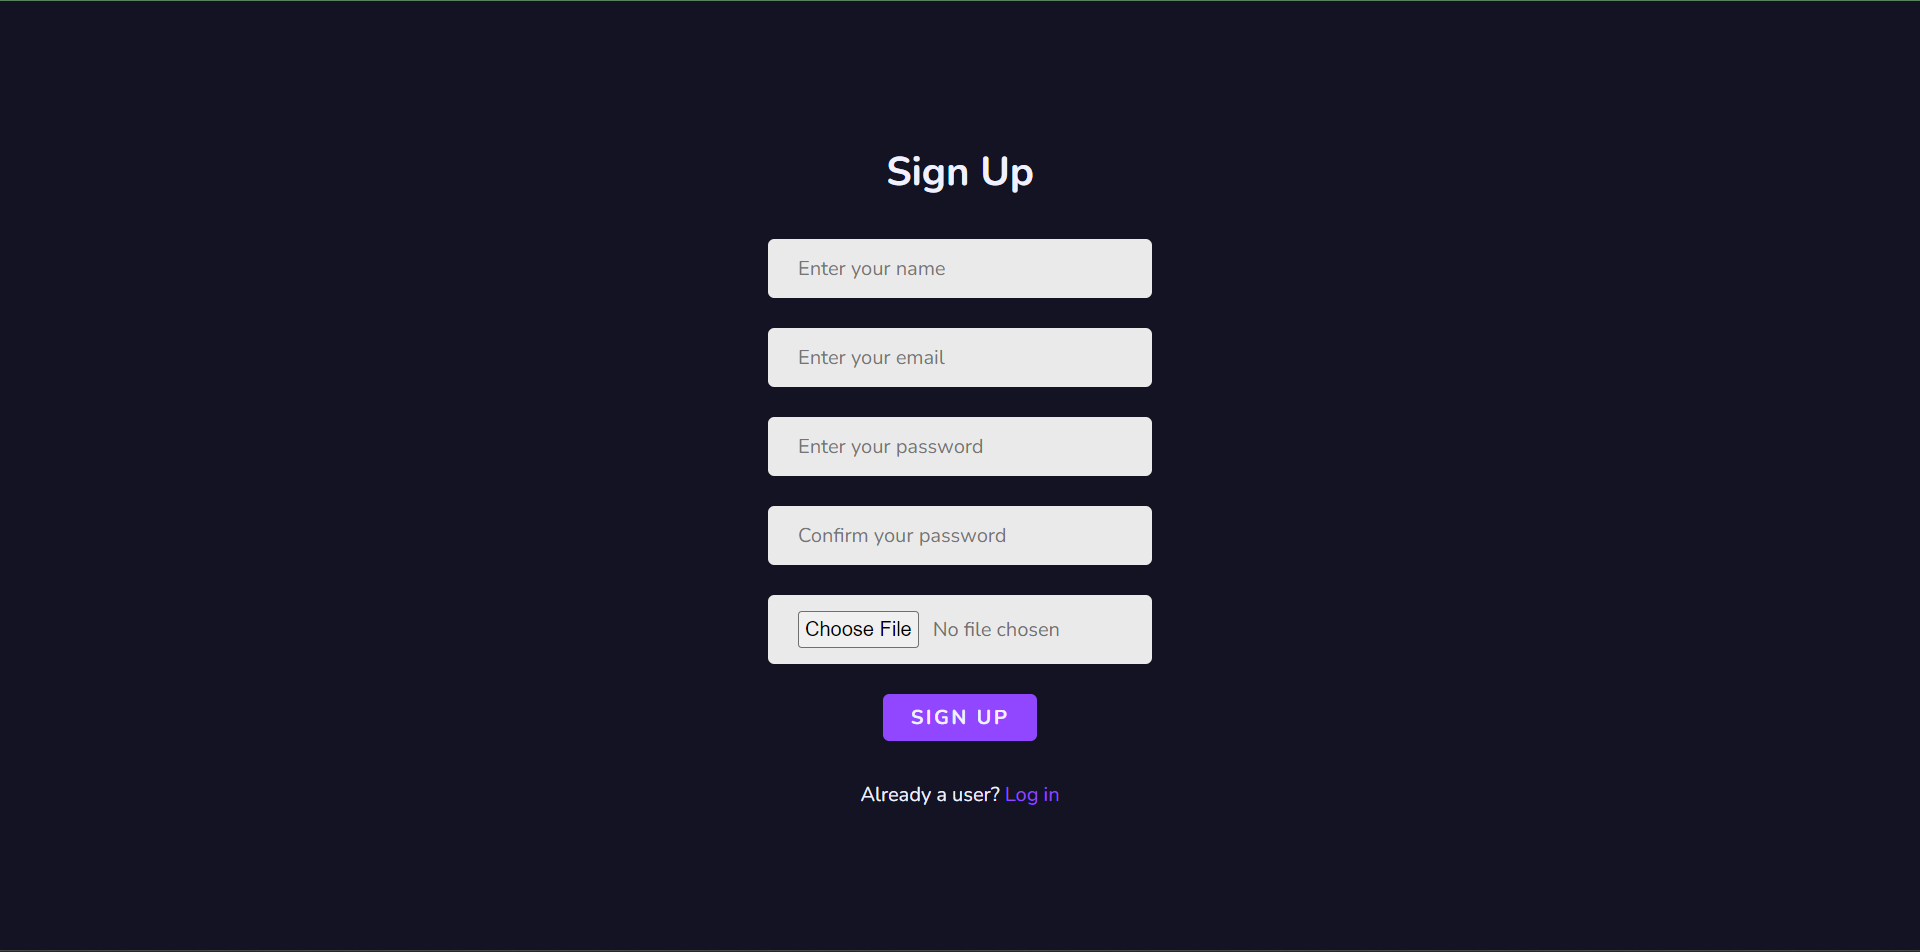 Sign Up
Enter your name
Enter your email
Enter your password
Confirm your password
Choose File No file chosen
SIGN UP
Already a user? Log in